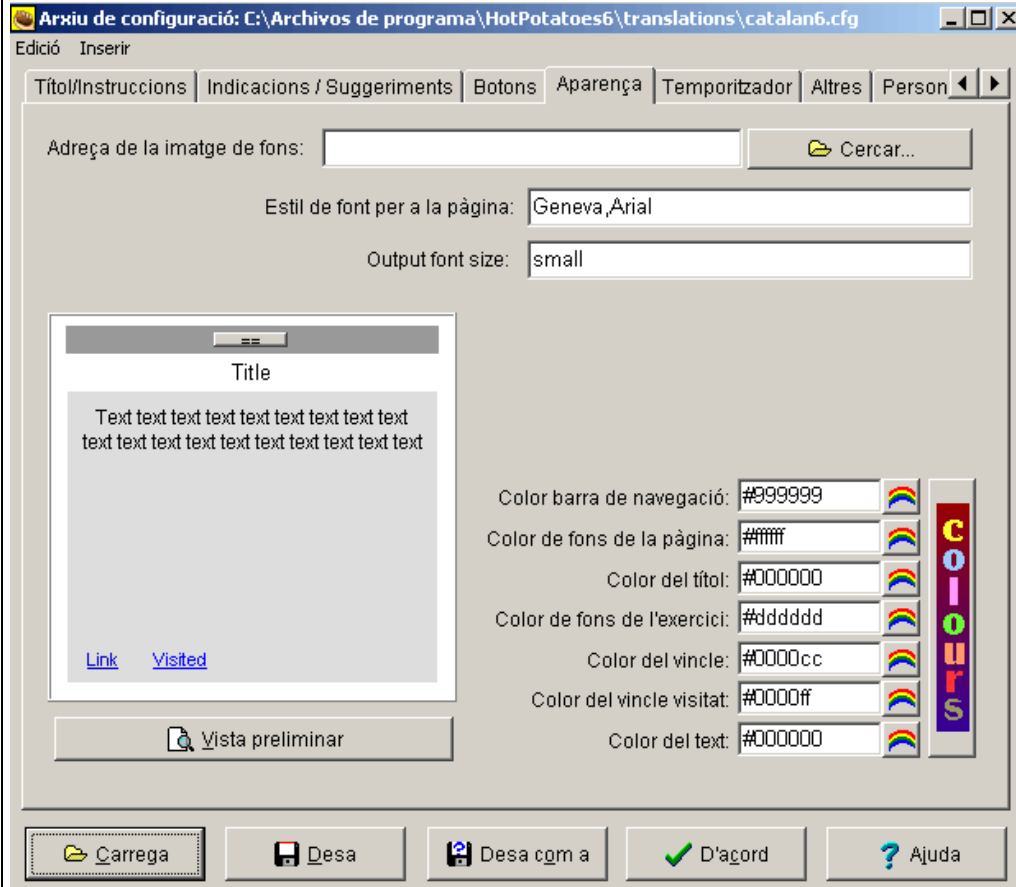 Arxiu de configuració: C:\Archivos de programa\HotPotatoes6\translations\catalan6.cfg
Edició Inserir
Títol/Instruccions Indicacions / Suggeriments Botons Aparença Temporitzador Altres Person
Adreça de la imatge de fons: Cercar...
Estil de font per a la pàgina: Geneva,Arial
Output font size: small
==
Title
Text text text text text text text text text
text text text text text text text text text text
Link Visited
Vista preliminar
Color barra de navegació: #999999
Color de fons de la pàgina: #ffffff
Color del títol: #000000
Color de fons de l'exercici: #dddddd
Color del vincle: #0000cc
Color del vincle visitat: #0000ff
Color del text: #000000
colours
Carrega Desa Desa com a D'acord Ajuda